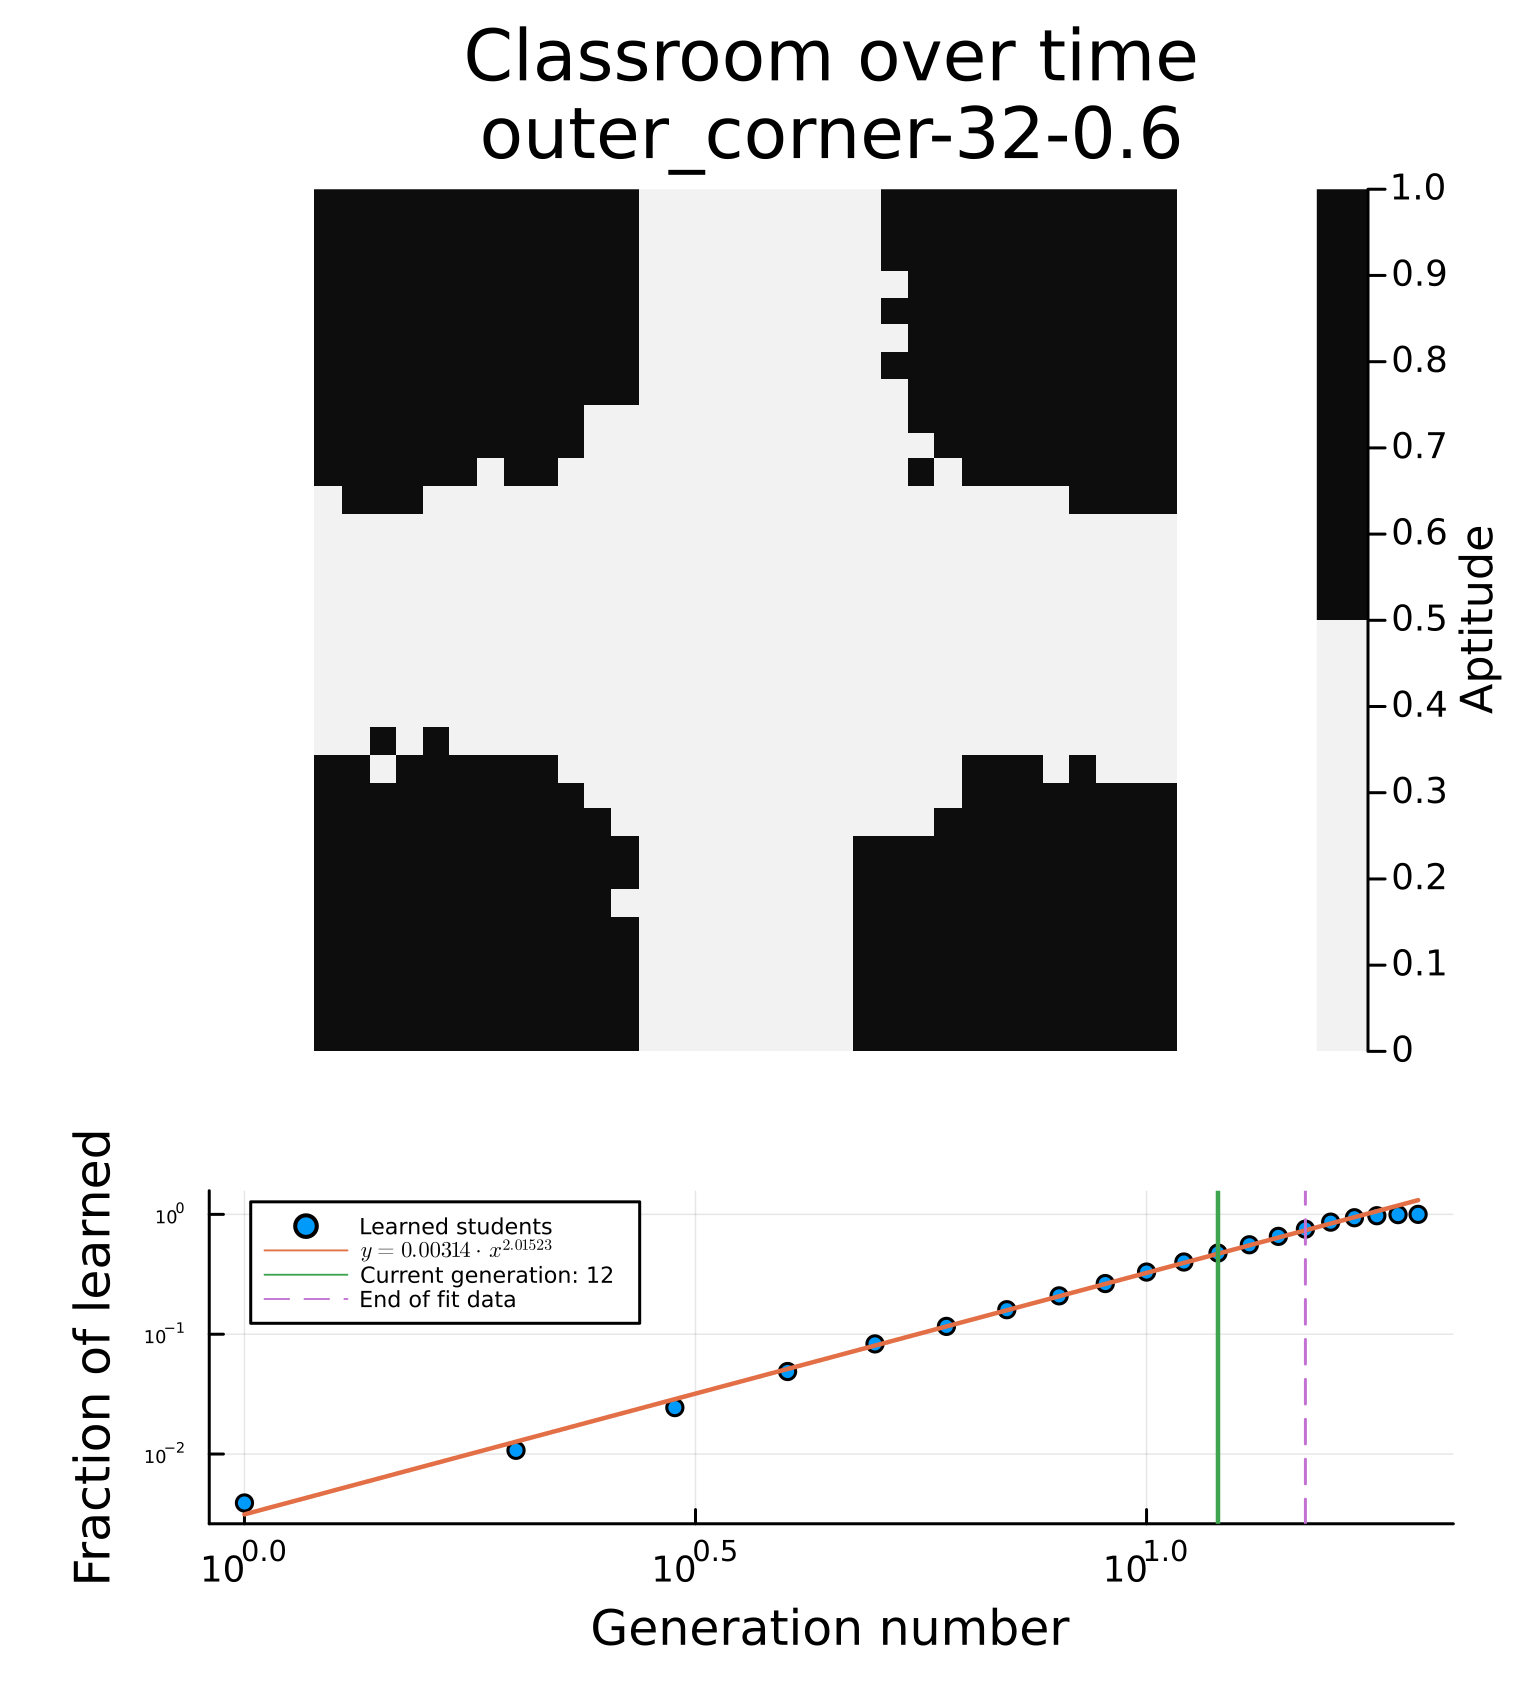 Classroom over time
outer_corner-32-0.6
1.0
0.9
0.8
0.7
0.6
0.5
0.4
0.3
0.2
0.1
0
Aptitude
Fraction of learned
10⁰
10⁻¹
10⁻²
Learned students
y = 0.00314 · x^2.01523
Current generation: 12
End of fit data
10^0.0
10^0.5
10^1.0
Generation number